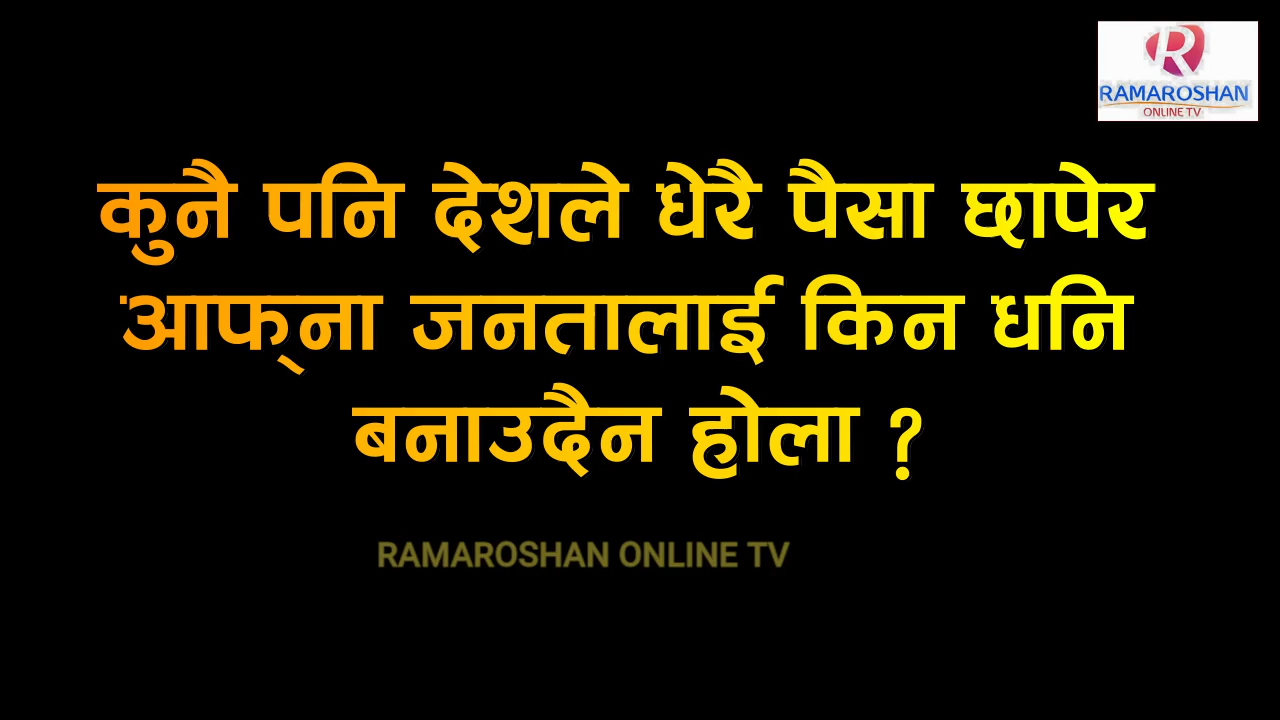 RAMAROSHAN
ONLINE TV
कुनै पनि देशले धेरै पैसा छापेर
आफ्‌ना जनतालाई किन धनि
बनाउदैन होला ?
RAMAROSHAN ONLINE TV